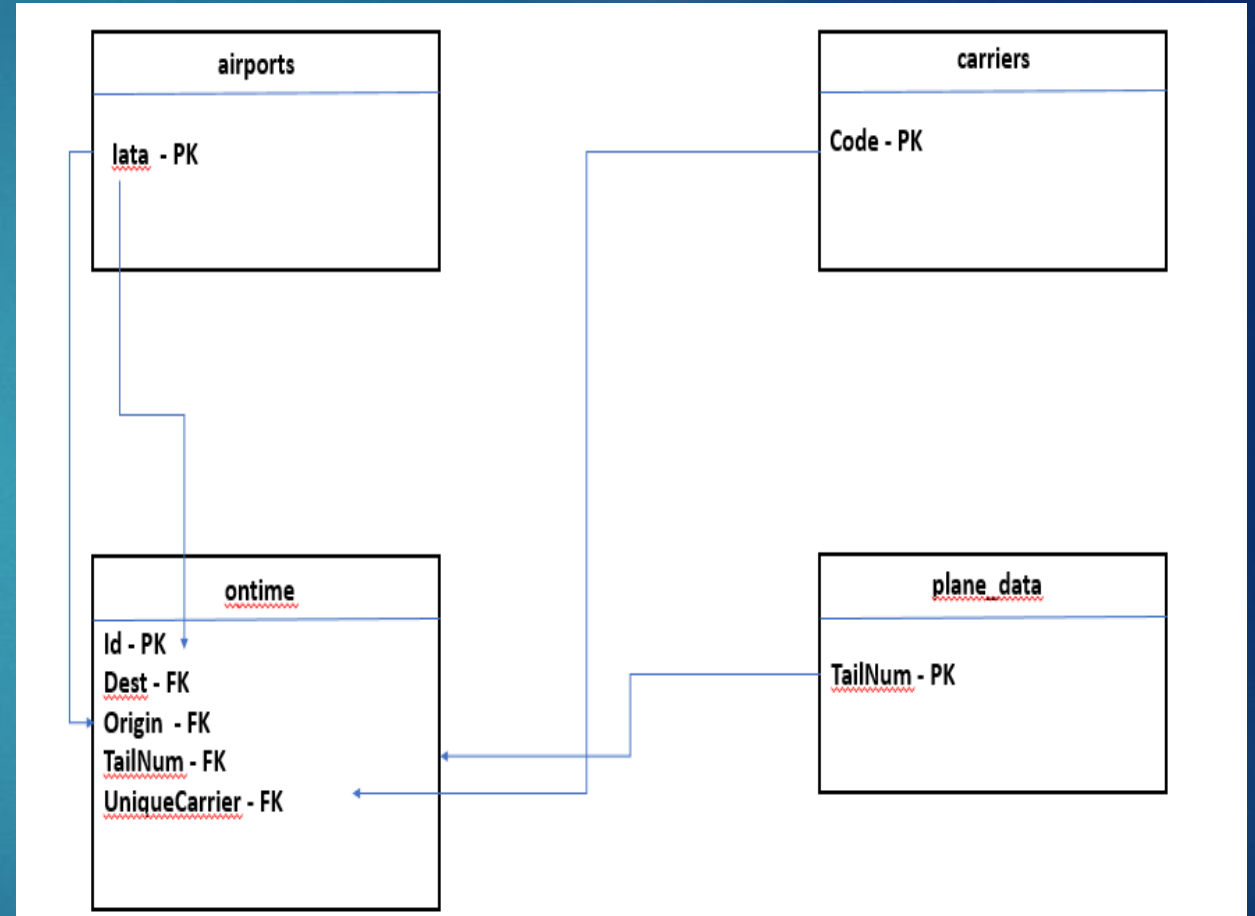 airports
Iata - PK
carriers
Code - PK
ontime
Id - PK
Dest - FK
Origin - FK
TailNum - FK
UniqueCarrier - FK
plane_data
TailNum - PK